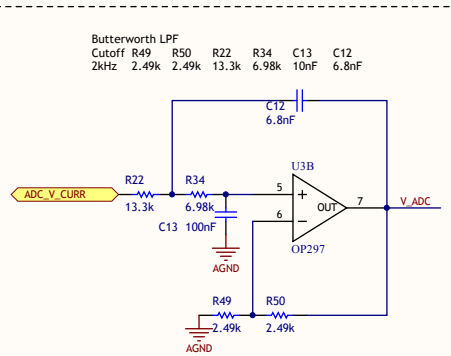 Butterworth LPF
Cutoff R49 R50 R22 R34 C13 C12
2kHz 2.49k 2.49k 13.3k 6.98k 10nF 6.8nF
C12
6.8nF
U3B
R22
R34
5
ADC_V_CURR
+
OUT
7
V_ADC
13.3k
6.98k
6
−
C13 100nF
OP297
AGND
R49
R50
2.49k
2.49k
AGND